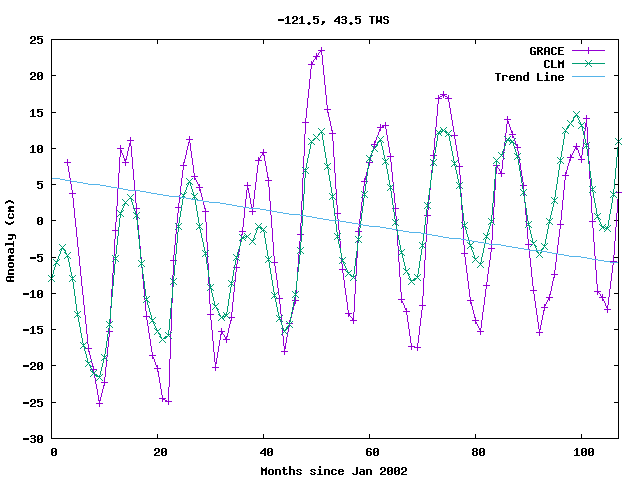 -121.5, 43.5 TWS
GRACE
CLM
Trend Line
25
20
15
10
5
0
-5
-10
-15
-20
-25
-30
Anomaly (cm)
0 20 40 60 80 100
Months since Jan 2002